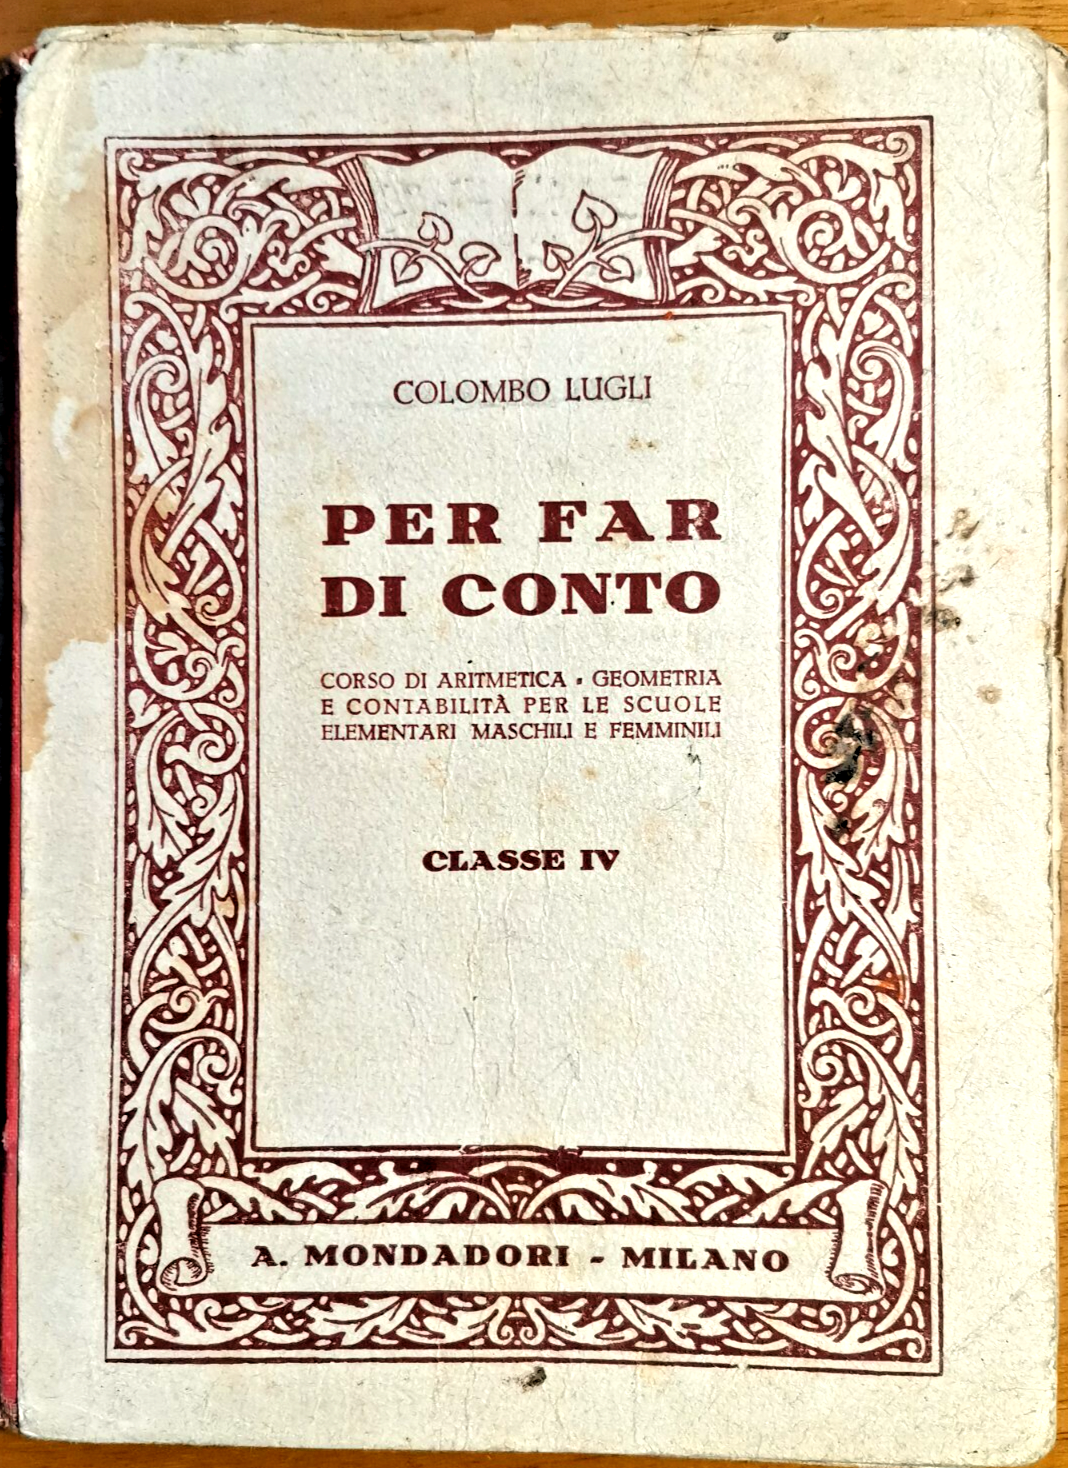 COLOMBO LUGLI
PER FAR
DI CONTO
CORSO DI ARITMETICA • GEOMETRIA
E CONTABILITÀ PER LE SCUOLE
ELEMENTARI MASCHILI E FEMMINILI
CLASSE IV
A. MONDADORI - MILANO